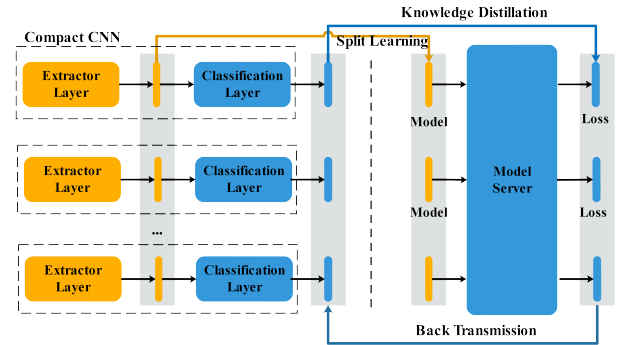 Knowledge Distillation
Compact CNN
Split Learning
Extractor
Layer
Classification
Layer
Model
Loss
Extractor
Layer
Classification
Layer
Model
Server
Model
Loss
...
Extractor
Layer
Classification
Layer
Back Transmission